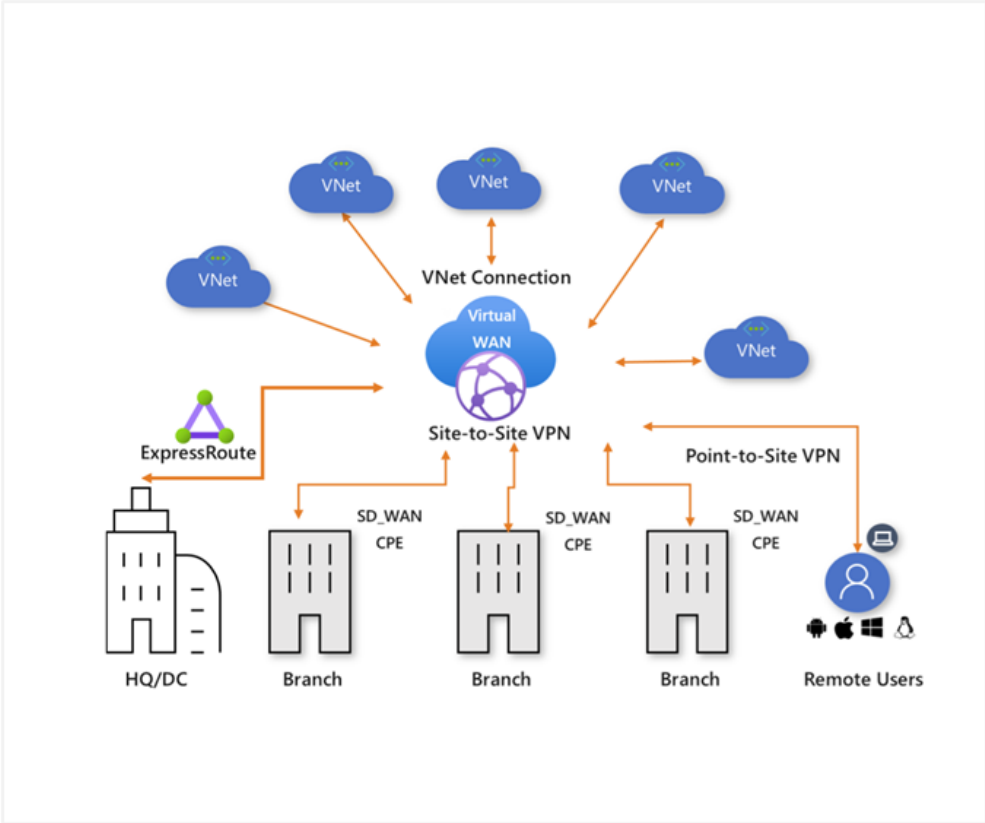 VNet
VNet
VNet
VNet
VNet Connection
Virtual
WAN
VNet
Site-to-Site VPN
ExpressRoute
Point-to-Site VPN
SD_WAN
CPE
SD_WAN
CPE
SD_WAN
CPE
HQ/DC
Branch
Branch
Branch
Remote Users